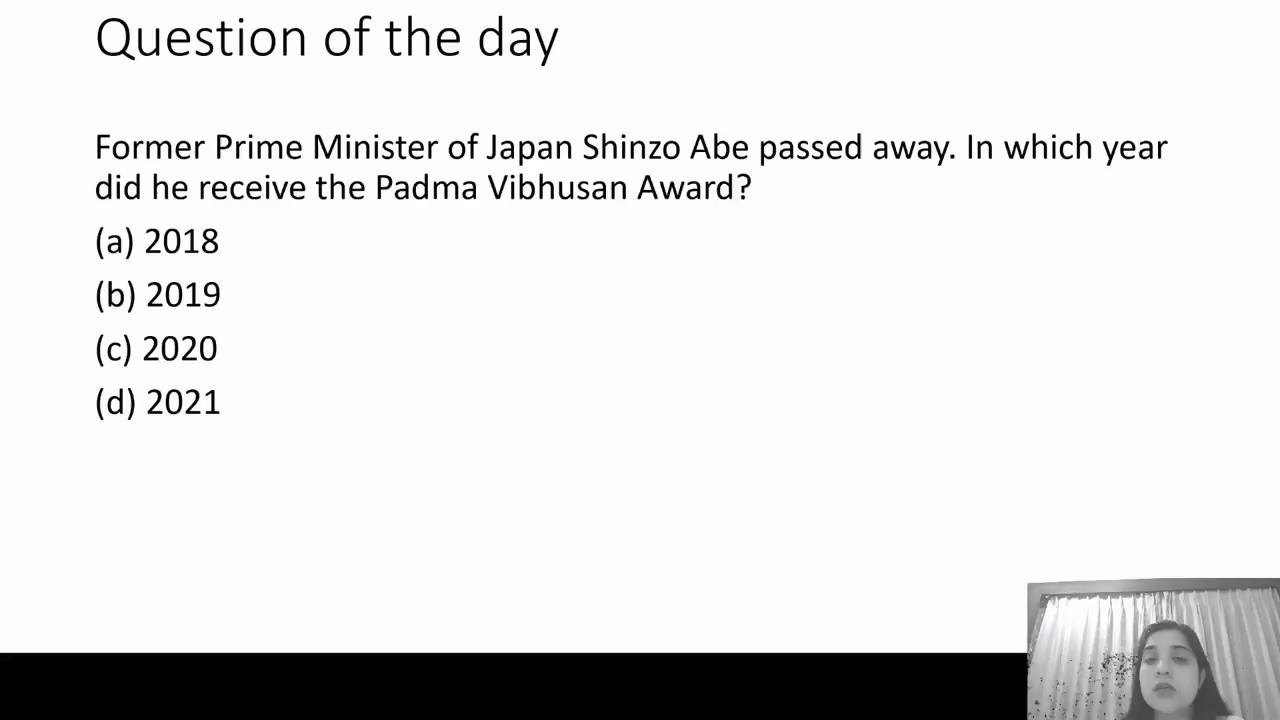 Question of the day
Former Prime Minister of Japan Shinzo Abe passed away. In which year
did he receive the Padma Vibhusan Award?
(a) 2018
(b) 2019
(c) 2020
(d) 2021